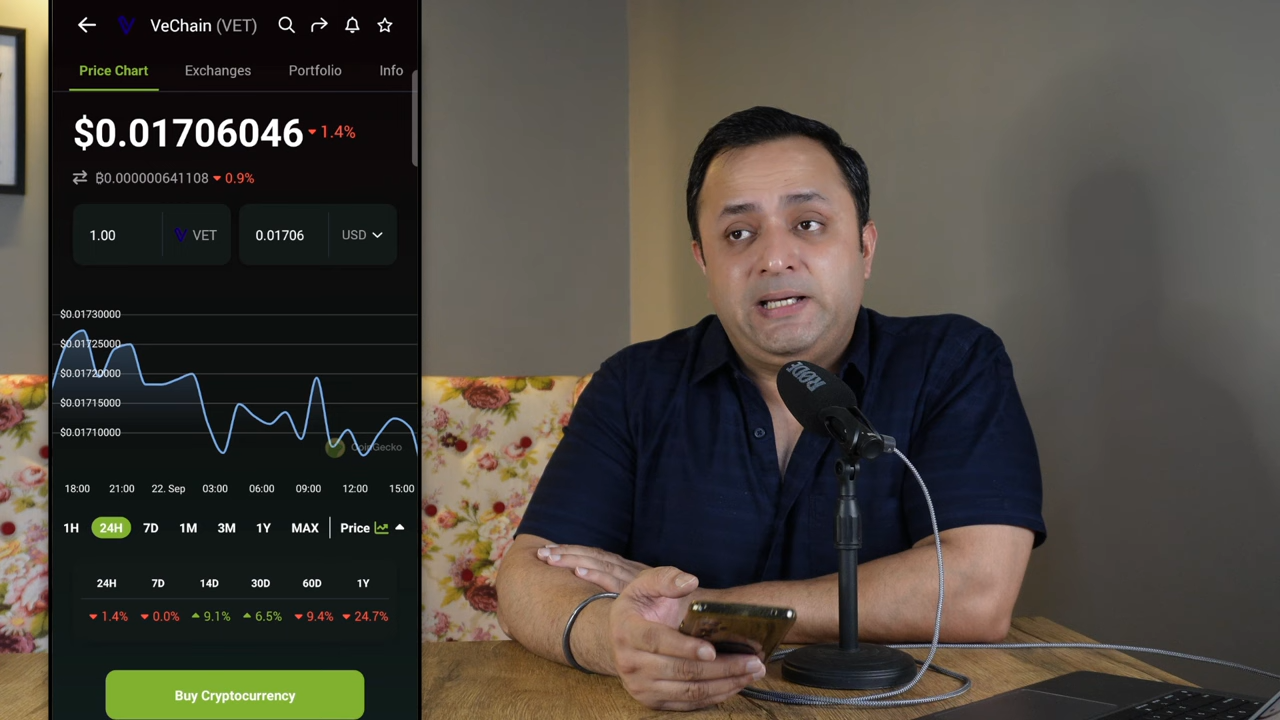 VeChain (VET)
Price Chart Exchanges Portfolio Info
$0.01706046 1.4%
₿0.000000641108 0.9%
1.00 VET 0.01706 USD
$0.01730000
$0.01725000
$0.01720000
$0.01715000
$0.01710000
CoinGecko
18:00 21:00 22. Sep 03:00 06:00 09:00 12:00 15:00
1H 24H 7D 1M 3M 1Y MAX Price
24H 7D 14D 30D 60D 1Y
1.4% 0.0% 9.1% 6.5% 9.4% 24.7%
Buy Cryptocurrency
RØDE